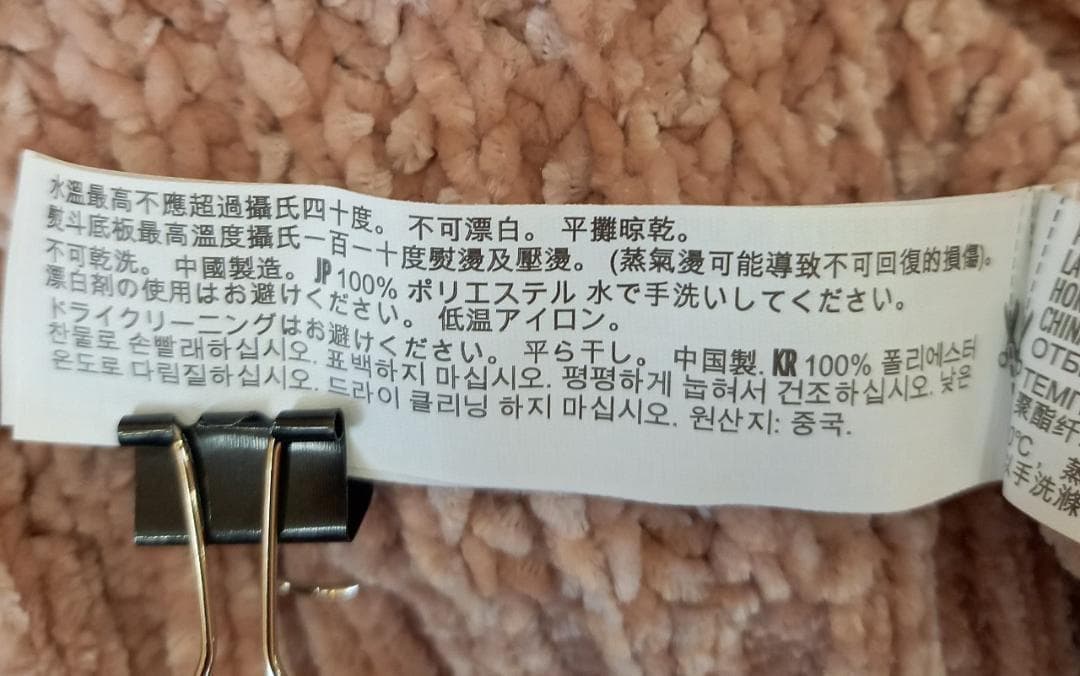 水溫最高不應超過攝氏四十度。 不可漂白。 平攤晾乾。
熨斗底板最高溫度攝氏一百一十度熨燙及壓燙。 (蒸氣燙可能導致不可回復的損傷)。
不可乾洗。 中國製造。 JP 100% ポリエステル 水で手洗いしてください。
漂白剤の使用はお避けください。 低温アイロン。
ドライクリーニングはお避けください。 平ら干し。 中国製. KR 100% 폴리에스터
찬물로 손빨래하십시오. 표백하지 마십시오. 평평하게 눕혀서 건조하십시오. 낮은
온도로 다림질하십시오. 드라이 클리닝 하지 마십시오. 원산지: 중국.
CHINA
聚酯纤
0°C, 蒸
手洗滌